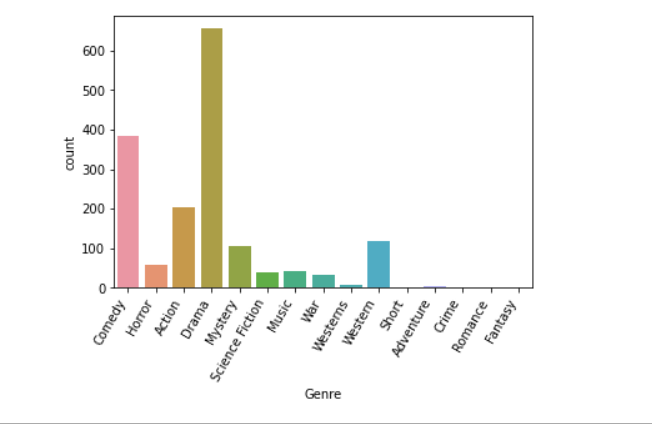 600
500
400
300
200
100
0
count
Comedy
Horror
Action
Drama
Mystery
Science Fiction
Music
War
Westerns
Western
Short
Adventure
Crime
Romance
Fantasy
Genre